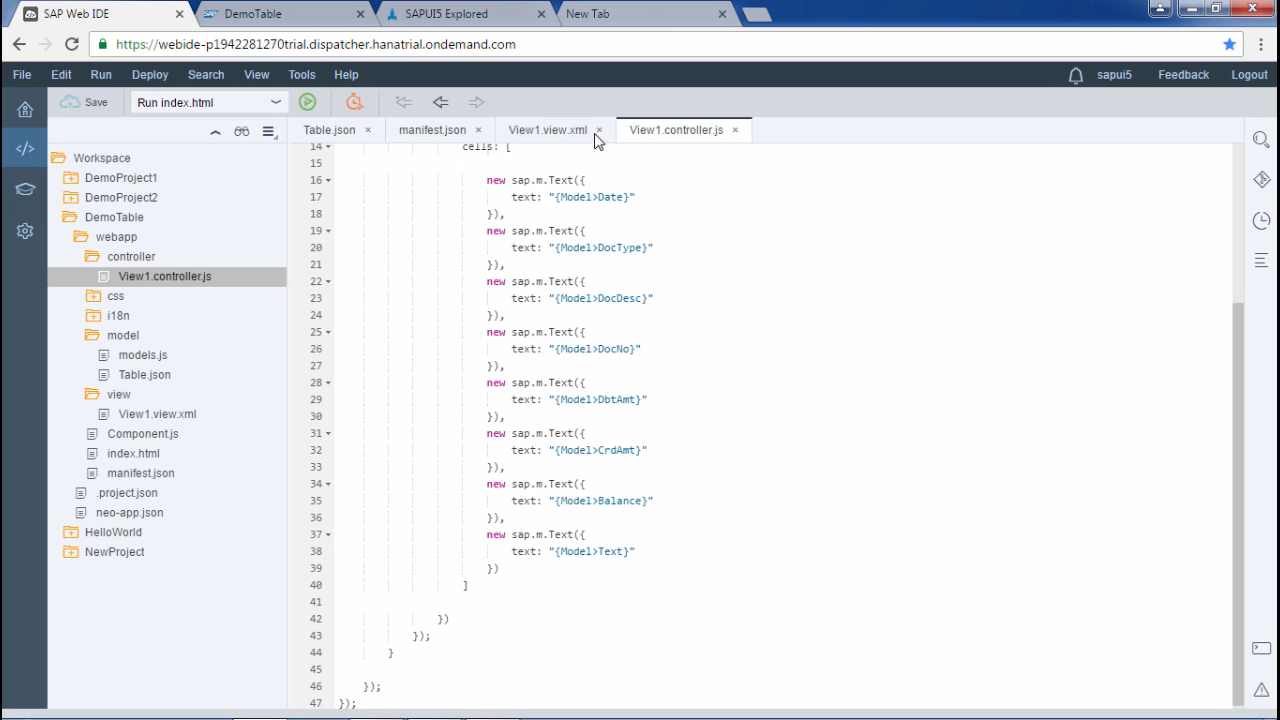 SAP Web IDE
DemoTable
SAPUI5 Explored
New Tab
https://webide-p1942281270trial.dispatcher.hanatrial.ondemand.com
File Edit Run Deploy Search View Tools Help
sapui5 Feedback Logout
Save
Run index.html
Table.json
manifest.json
View1.view.xml
View1.controller.js
Workspace
DemoProject1
DemoProject2
DemoTable
webapp
controller
View1.controller.js
css
i18n
model
models.js
Table.json
view
View1.view.xml
Component.js
index.html
manifest.json
.project.json
neo-app.json
HelloWorld
NewProject
14 cells: [
15
16 new sap.m.Text({
17 text: "{Model>Date}"
18 }),
19 new sap.m.Text({
20 text: "{Model>DocType}"
21 }),
22 new sap.m.Text({
23 text: "{Model>DocDesc}"
24 }),
25 new sap.m.Text({
26 text: "{Model>DocNo}"
27 }),
28 new sap.m.Text({
29 text: "{Model>DbtAmt}"
30 }),
31 new sap.m.Text({
32 text: "{Model>CrdAmt}"
33 }),
34 new sap.m.Text({
35 text: "{Model>Balance}"
36 }),
37 new sap.m.Text({
38 text: "{Model>Text}"
39 })
40 ]
41
42 })
43 });
44 }
45
46 });
47 });